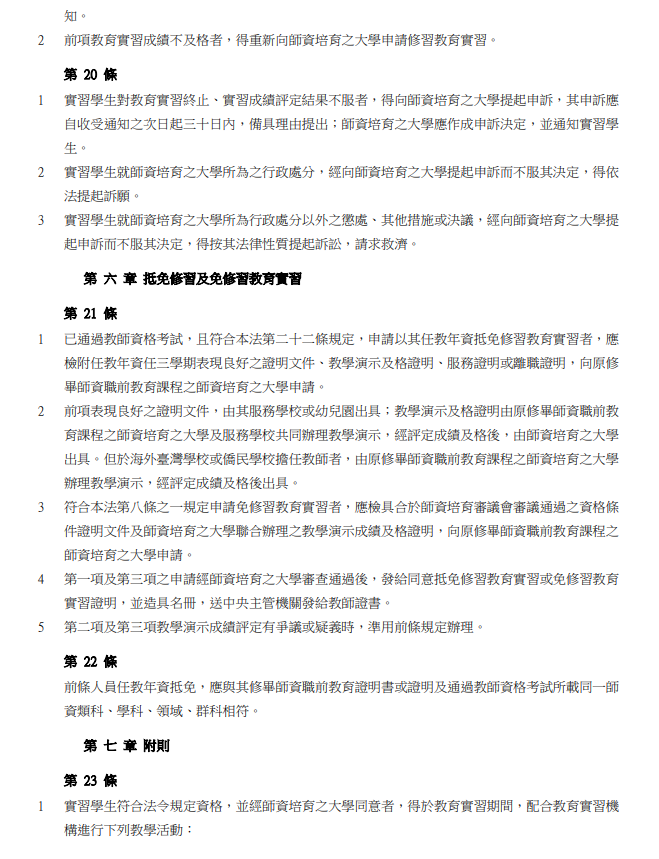 知。
2 前項教育實習成績不及格者，得重新向師資培育之大學申請修習教育實習。
第 20 條
1 實習學生對教育實習終止、實習成績評定結果不服者，得向師資培育之大學提起申訴，其申訴應
自收受通知之次日起三十日內，備具理由提出；師資培育之大學應作成申訴決定，並通知實習學
生。
2 實習學生就師資培育之大學所為之行政處分，經向師資培育之大學提起申訴而不服其決定，得依
法提起訴願。
3 實習學生就師資培育之大學所為行政處分以外之懲處、其他措施或決議，經向師資培育之大學提
起申訴而不服其決定，得按其法律性質提起訴訟，請求救濟。
第 六 章 抵免修習及免修習教育實習
第 21 條
1 已通過教師資格考試，且符合本法第二十二條規定，申請以其任教年資抵免修習教育實習者，應
檢附任教年資任三學期表現良好之證明文件、教學演示及格證明、服務證明或離職證明，向原修
畢師資職前教育課程之師資培育之大學申請。
2 前項表現良好之證明文件，由其服務學校或幼兒園出具；教學演示及格證明由原修畢師資職前教
育課程之師資培育之大學及服務學校共同辦理教學演示，經評定成績及格後，由師資培育之大學
出具。但於海外臺灣學校或僑民學校擔任教師者，由原修畢師資職前教育課程之師資培育之大學
辦理教學演示，經評定成績及格後出具。
3 符合本法第八條之一規定申請免修習教育實習者，應檢具合於師資培育審議會審議通過之資格條
件證明文件及師資培育之大學聯合辦理之教學演示成績及格證明，向原修畢師資職前教育課程之
師資培育之大學申請。
4 第一項及第三項之申請經師資培育之大學審查通過後，發給同意抵免修習教育實習或免修習教育
實習證明，並造具名冊，送中央主管機關發給教師證書。
5 第二項及第三項教學演示成績評定有爭議或疑義時，準用前條規定辦理。
第 22 條
前條人員任教年資抵免，應與其修畢師資職前教育證明書或證明及通過教師資格考試所載同一師
資類科、學科、領域、群科相符。
第 七 章 附則
第 23 條
1 實習學生符合法令規定資格，並經師資培育之大學同意者，得於教育實習期間，配合教育實習機
構進行下列教學活動：